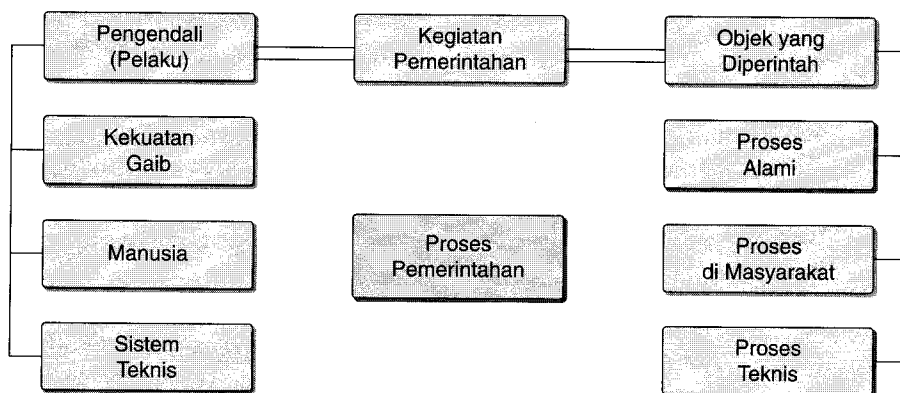 Pengendali
(Pelaku)
Kegiatan
Pemerintahan
Objek yang
Diperintah
Kekuatan
Gaib
Proses
Alami
Manusia
Proses
Pemerintahan
Proses
di Masyarakat
Sistem
Teknis
Proses
Teknis